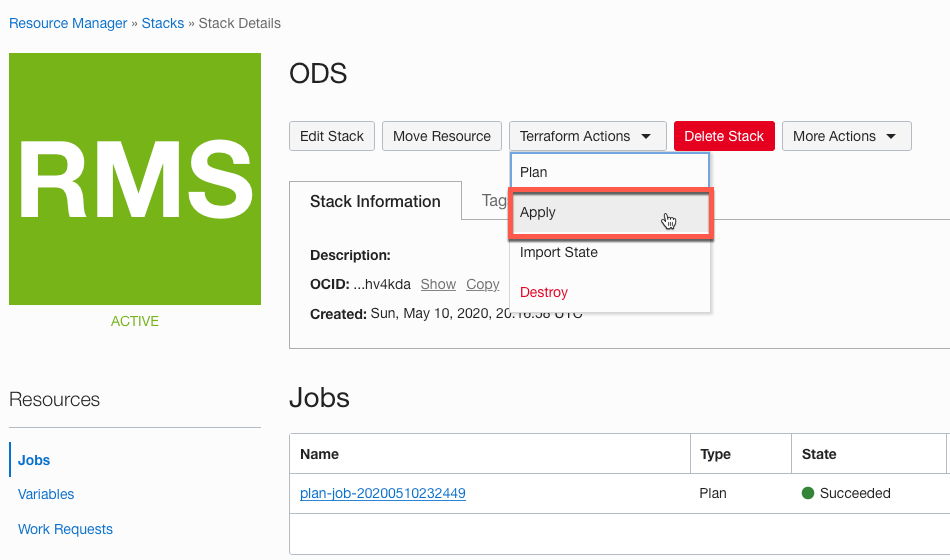 Resource Manager » Stacks » Stack Details
RMS
ACTIVE
ODS
Edit Stack Move Resource Terraform Actions Delete Stack More Actions
Plan
Apply
Import State
Destroy
Stack Information Tag
Description:
OCID: ...hv4kda Show Copy
Created: Sun, May 10, 2020, 20:16:58 UTC
Resources
Jobs
Variables
Work Requests
Jobs
Name Type State
plan-job-20200510232449 Plan Succeeded